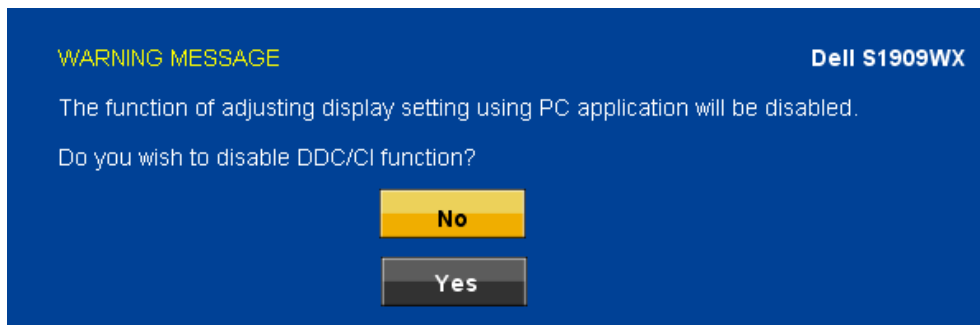 WARNING MESSAGE Dell S1909WX
The function of adjusting display setting using PC application will be disabled.
Do you wish to disable DDC/CI function?
No
Yes